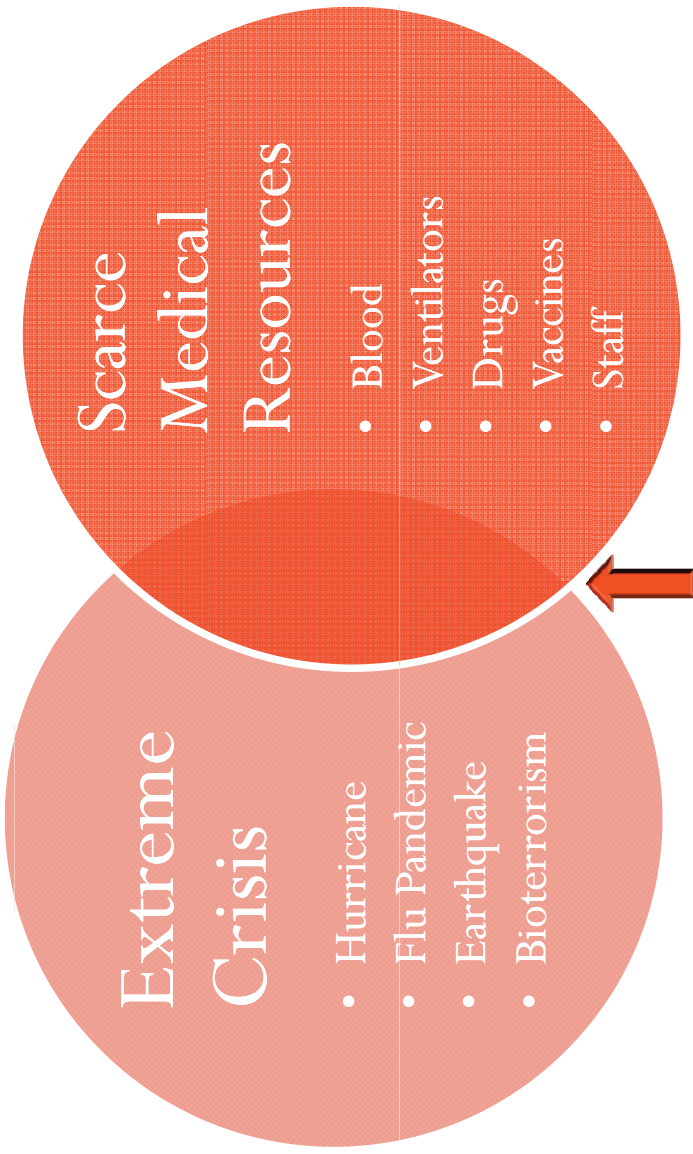 Extreme
Crisis
• Hurricane
• Flu Pandemic
• Earthquake
• Bioterrorism
Scarce
Medical
Resources
• Blood
• Ventilators
• Drugs
• Vaccines
• Staff